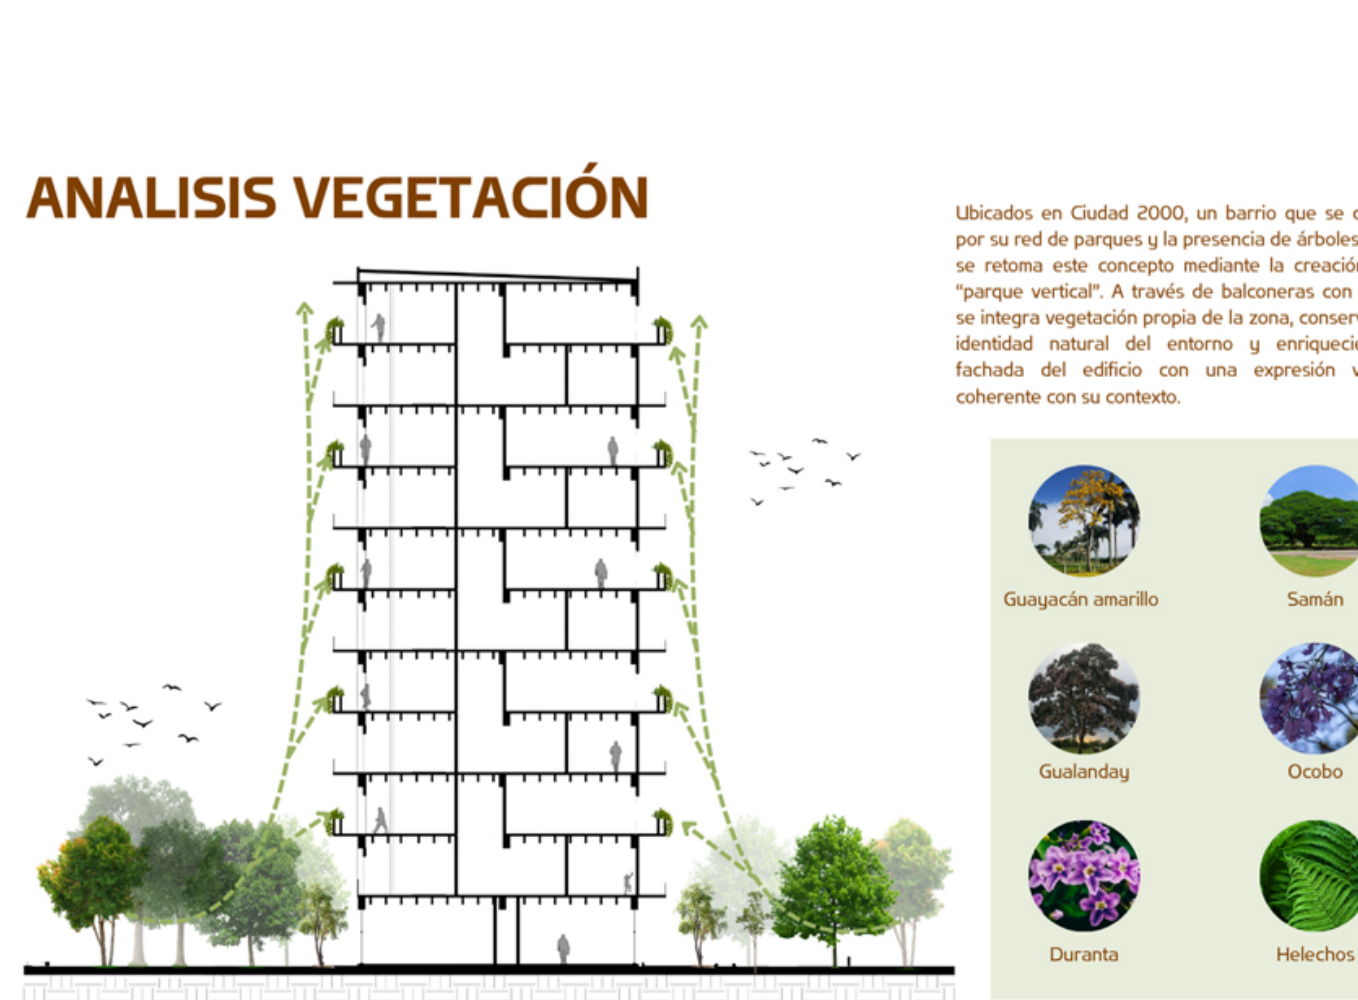 ANALISIS VEGETACIÓN
Ubicados en Ciudad 2000, un barrio que se
por su red de parques y la presencia de árboles
se retoma este concepto mediante la creación
“parque vertical”. A través de balconeras con
se integra vegetación propia de la zona,
identidad natural del entorno y
fachada del edificio con una expresión
coherente con su contexto.
Guayacán amarillo
Samán
Gualanday
Ocobo
Duranta
Helechos